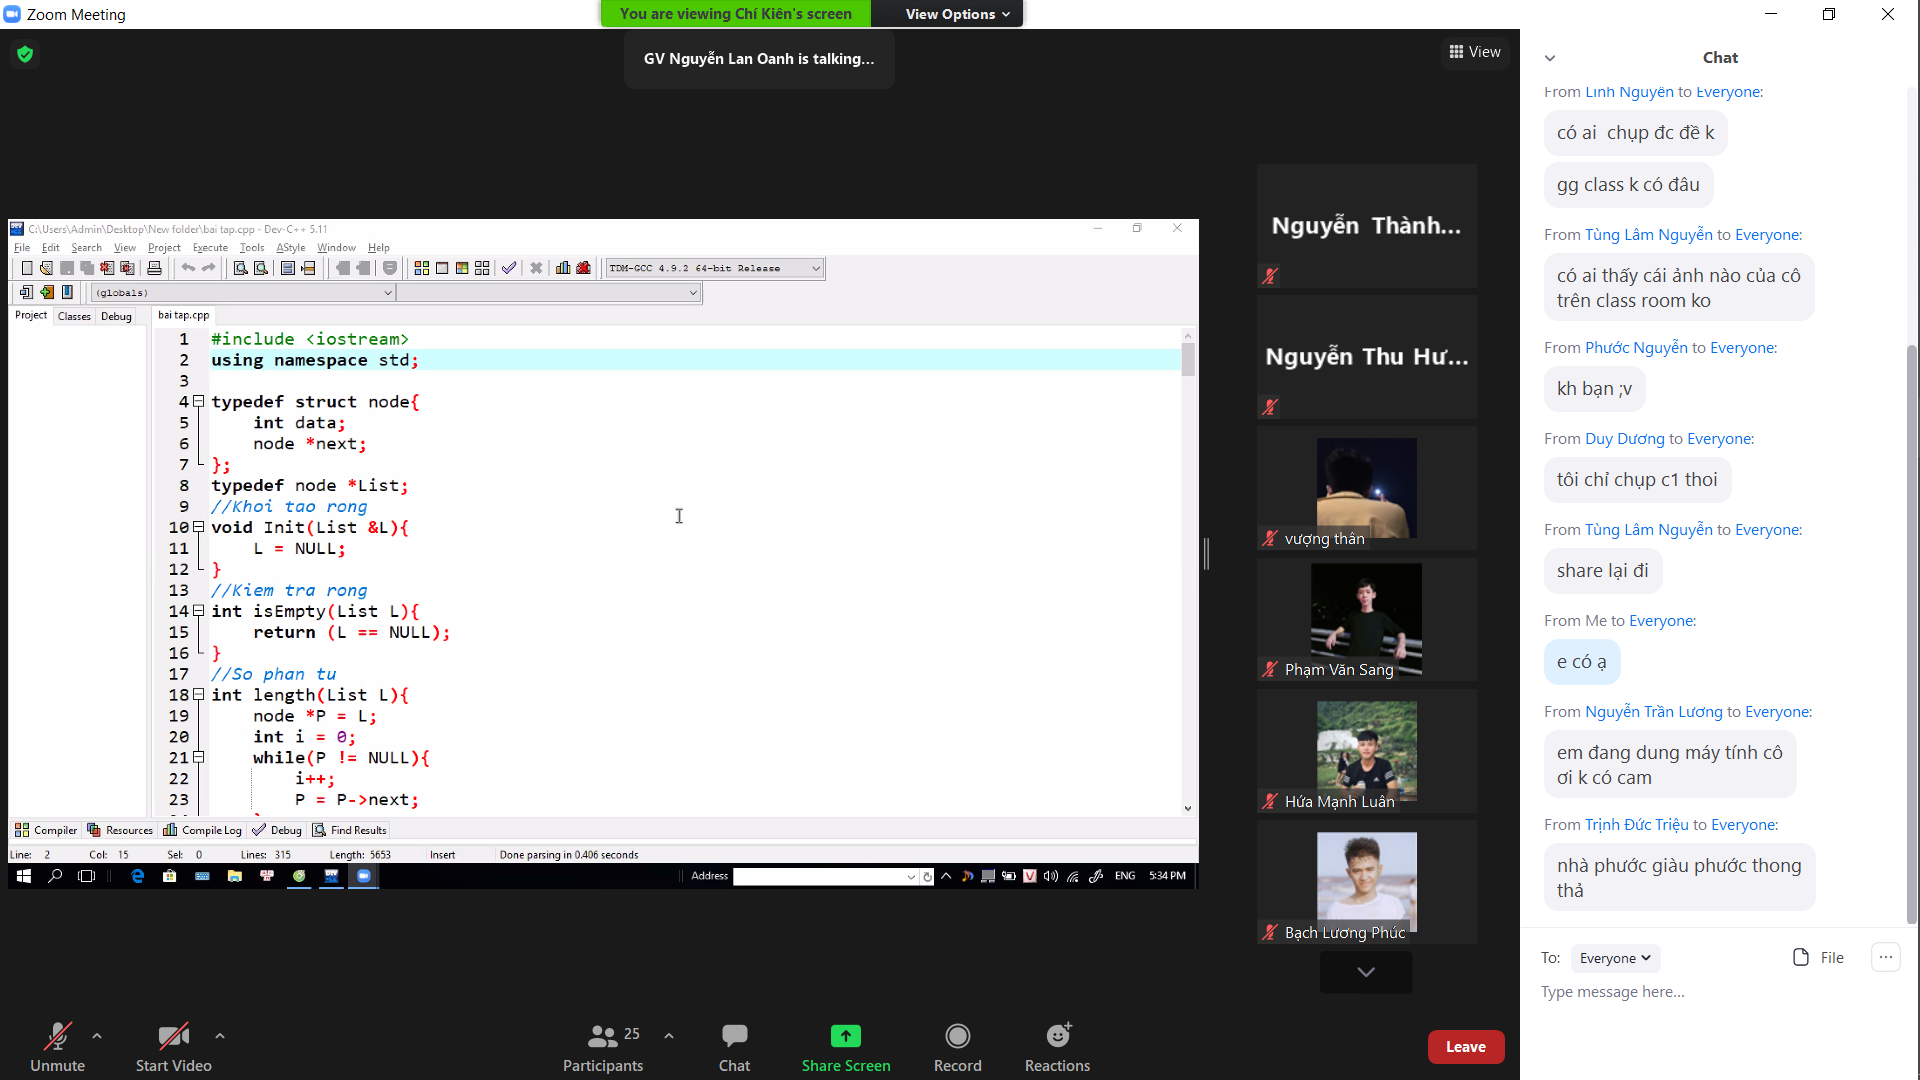 Zoom Meeting
You are viewing Chí Kiên's screen
View Options
GV Nguyễn Lan Oanh is talking...
View
C:\Users\Admin\Desktop\New folder\bai tap.cpp - Dev-C++ 5.11
File Edit Search View Project Execute Tools AStyle Window Help
TDM-GCC 4.9.2 64-bit Release
(globals)
Project Classes Debug
bai tap.cpp
1 #include <iostream>
2 using namespace std;
3
4 typedef struct node{
5 int data;
6 node *next;
7 };
8 typedef node *List;
9 //Khoi tao rong
10 void Init(List &L){
11 L = NULL;
12 }
13 //Kiem tra rong
14 int isEmpty(List L){
15 return (L == NULL);
16 }
17 //So phan tu
18 int length(List L){
19 node *P = L;
20 int i = 0;
21 while(P != NULL){
22 i++;
23 P = P->next;
Compiler Resources Compile Log Debug Find Results
Line: 2 Col: 15 Sel: 0 Lines: 315 Length: 5653 Insert Done parsing in 0.406 seconds
Address
ENG 5:34 PM
Nguyễn Thành...
Nguyễn Thu Hư...
vượng thân
Phạm Văn Sang
Hứa Mạnh Luân
Bạch Lương Phúc
Chat
From Linh Nguyễn to Everyone:
có ai chụp đc đề k
gg class k có đâu
From Tùng Lâm Nguyễn to Everyone:
có ai thấy cái ảnh nào của cô
trên class room ko
From Phước Nguyễn to Everyone:
kh bạn ;v
From Duy Dương to Everyone:
tôi chỉ chụp c1 thoi
From Tùng Lâm Nguyễn to Everyone:
share lại đi
From Me to Everyone:
e có ạ
From Nguyễn Trần Lương to Everyone:
em đang dung máy tính cô
ơi k có cam
From Trịnh Đức Triệu to Everyone:
nhà phước giàu phước thong
thả
To: Everyone File
Type message here...
Unmute
Start Video
25
Participants
Chat
Share Screen
Record
Reactions
Leave